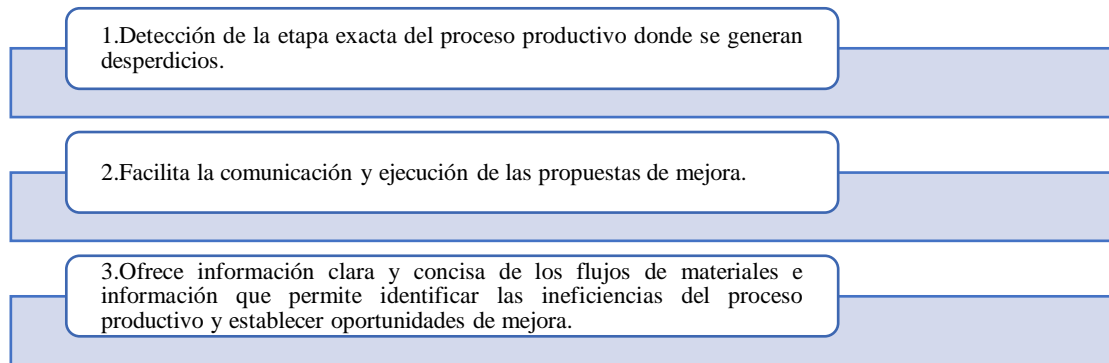 1.Detección de la etapa exacta del proceso productivo donde se generan
desperdicios.
2.Facilita la comunicación y ejecución de las propuestas de mejora.
3.Ofrece información clara y concisa de los flujos de materiales e
información que permite identificar las ineficiencias del proceso
productivo y establecer oportunidades de mejora.